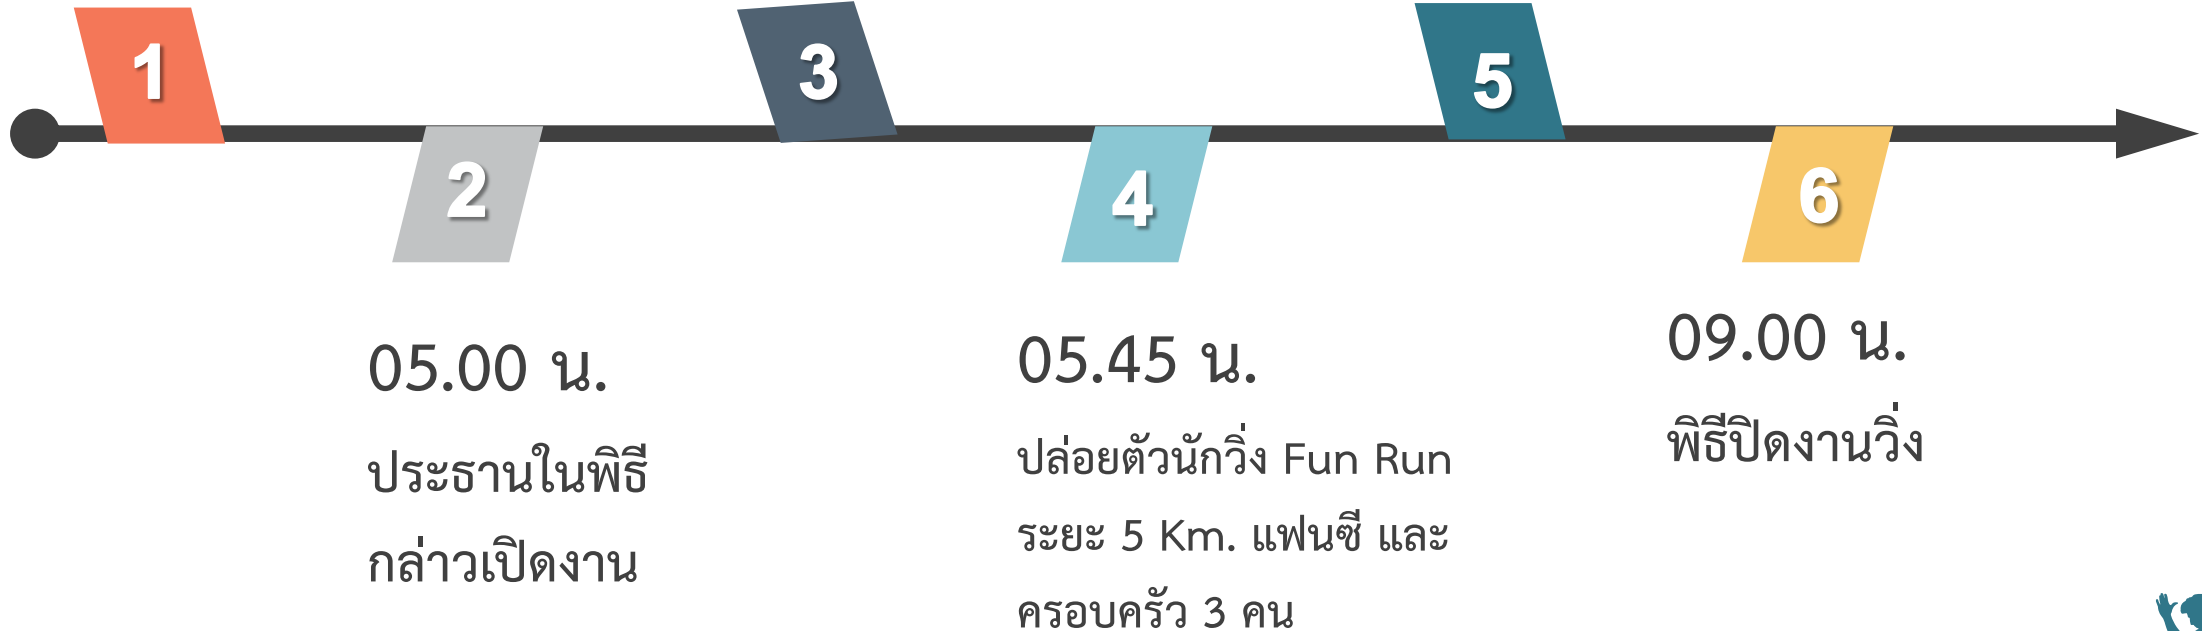 1
2
3
4
5
6
05.00 น.
ประธานในพิธี
กล่าวเปิดงาน
05.45 น.
ปล่อยตัวนักวิ่ง Fun Run
ระยะ 5 Km. แฟนซี และ
ครอบครัว 3 คน
09.00 น.
พิธีปิดงานวิ่ง